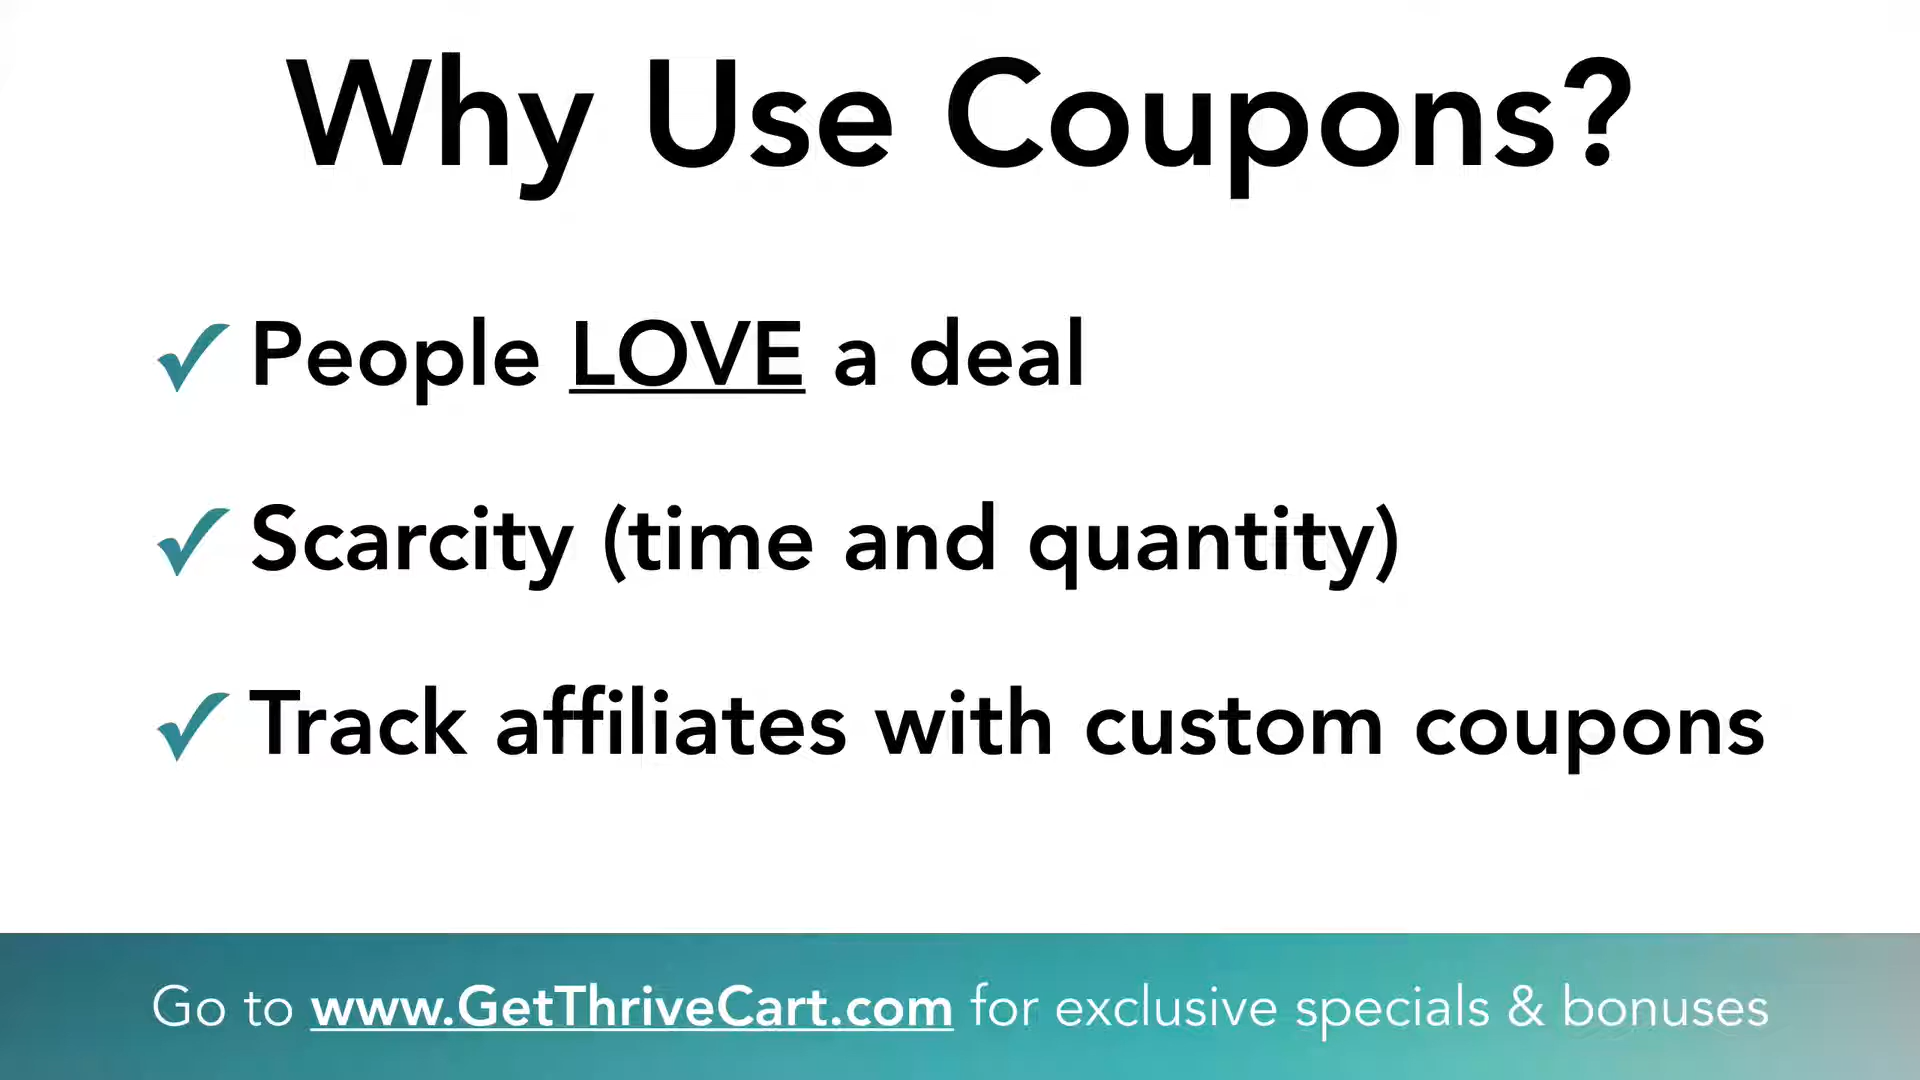 Why Use Coupons?
✓ People LOVE a deal
✓ Scarcity (time and quantity)
✓ Track affiliates with custom coupons
Go to www.GetThriveCart.com for exclusive specials & bonuses